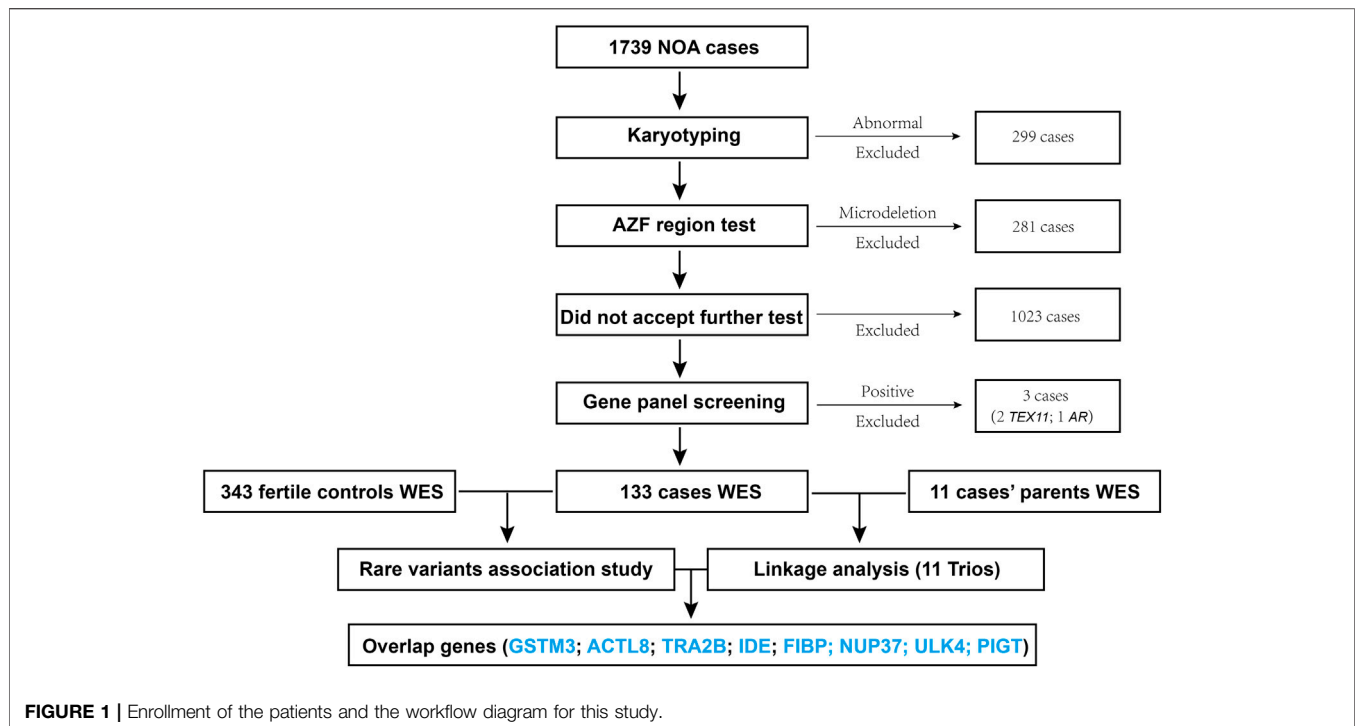 1739 NOA cases
Karyotyping
Abnormal
Excluded
299 cases
AZF region test
Microdeletion
Excluded
281 cases
Did not accept further test
Excluded
1023 cases
Gene panel screening
Positive
Excluded
3 cases
(2 TEX11; 1 AR)
343 fertile controls WES
133 cases WES
11 cases’ parents WES
Rare variants association study
Linkage analysis (11 Trios)
Overlap genes (GSTM3; ACTL8; TRA2B; IDE; FIBP; NUP37; ULK4; PIGT)
FIGURE 1 | Enrollment of the patients and the workflow diagram for this study.